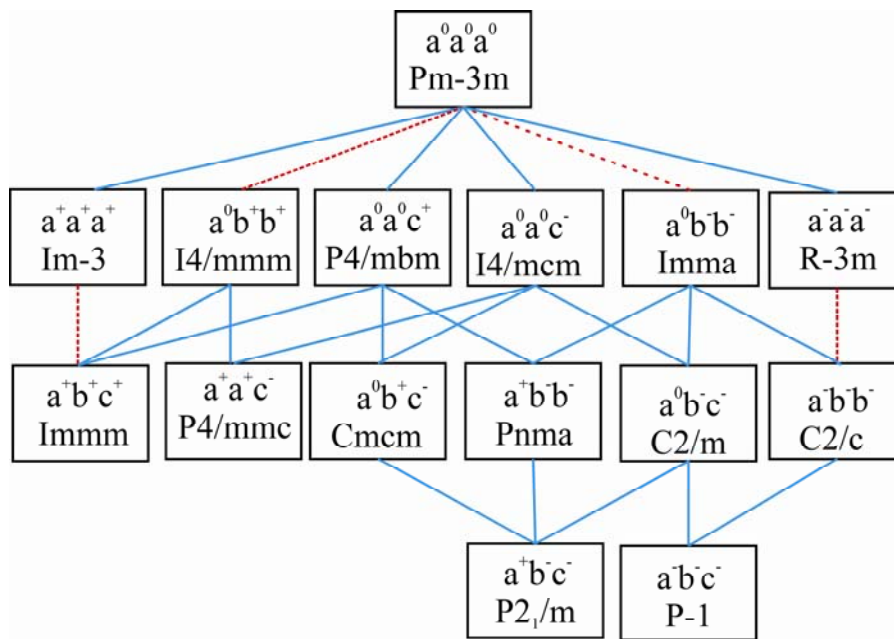 a⁰a⁰a⁰
Pm-3m
a⁺a⁺a⁺
Im-3
a⁰b⁺b⁺
I4/mmm
a⁰a⁰c⁺
P4/mbm
a⁰a⁰c⁻
I4/mcm
a⁰b⁻b⁻
Imma
a⁻a⁻a⁻
R-3m
a⁺b⁺c⁺
Immm
a⁺a⁺c⁻
P4/mmc
a⁰b⁺c⁻
Cmcm
a⁺b⁻b⁻
Pnma
a⁰b⁻c⁻
C2/m
a⁻b⁻b⁻
C2/c
a⁺b⁻c⁻
P2₁/m
a⁻b⁻c⁻
P-1